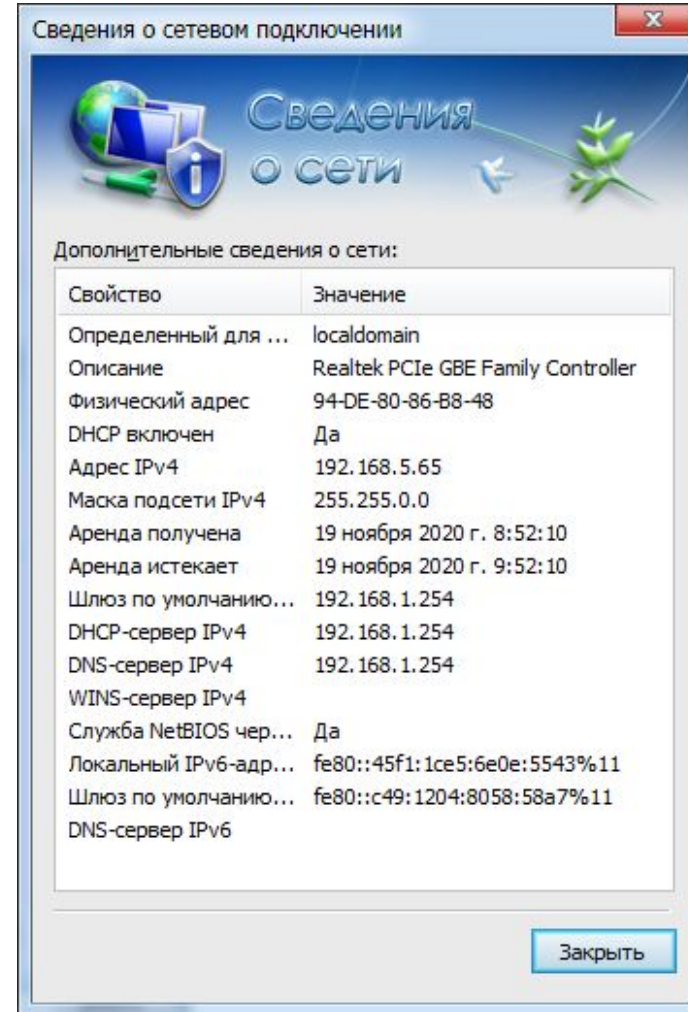 Сведения о сетевом подключении
Сведения
о сети
Дополнительные сведения о сети:
Свойство Значение
Определенный для ... localdomain
Описание Realtek PCIe GBE Family Controller
Физический адрес 94-DE-80-86-B8-48
DHCP включен Да
Адрес IPv4 192.168.5.65
Маска подсети IPv4 255.255.0.0
Аренда получена 19 ноября 2020 г. 8:52:10
Аренда истекает 19 ноября 2020 г. 9:52:10
Шлюз по умолчанию... 192.168.1.254
DHCP-сервер IPv4 192.168.1.254
DNS-сервер IPv4 192.168.1.254
WINS-сервер IPv4
Служба NetBIOS чер... Да
Локальный IPv6-адр... fe80::45f1:1ce5:6e0e:5543%11
Шлюз по умолчанию... fe80::c49:1204:8058:58a7%11
DNS-сервер IPv6
Закрыть